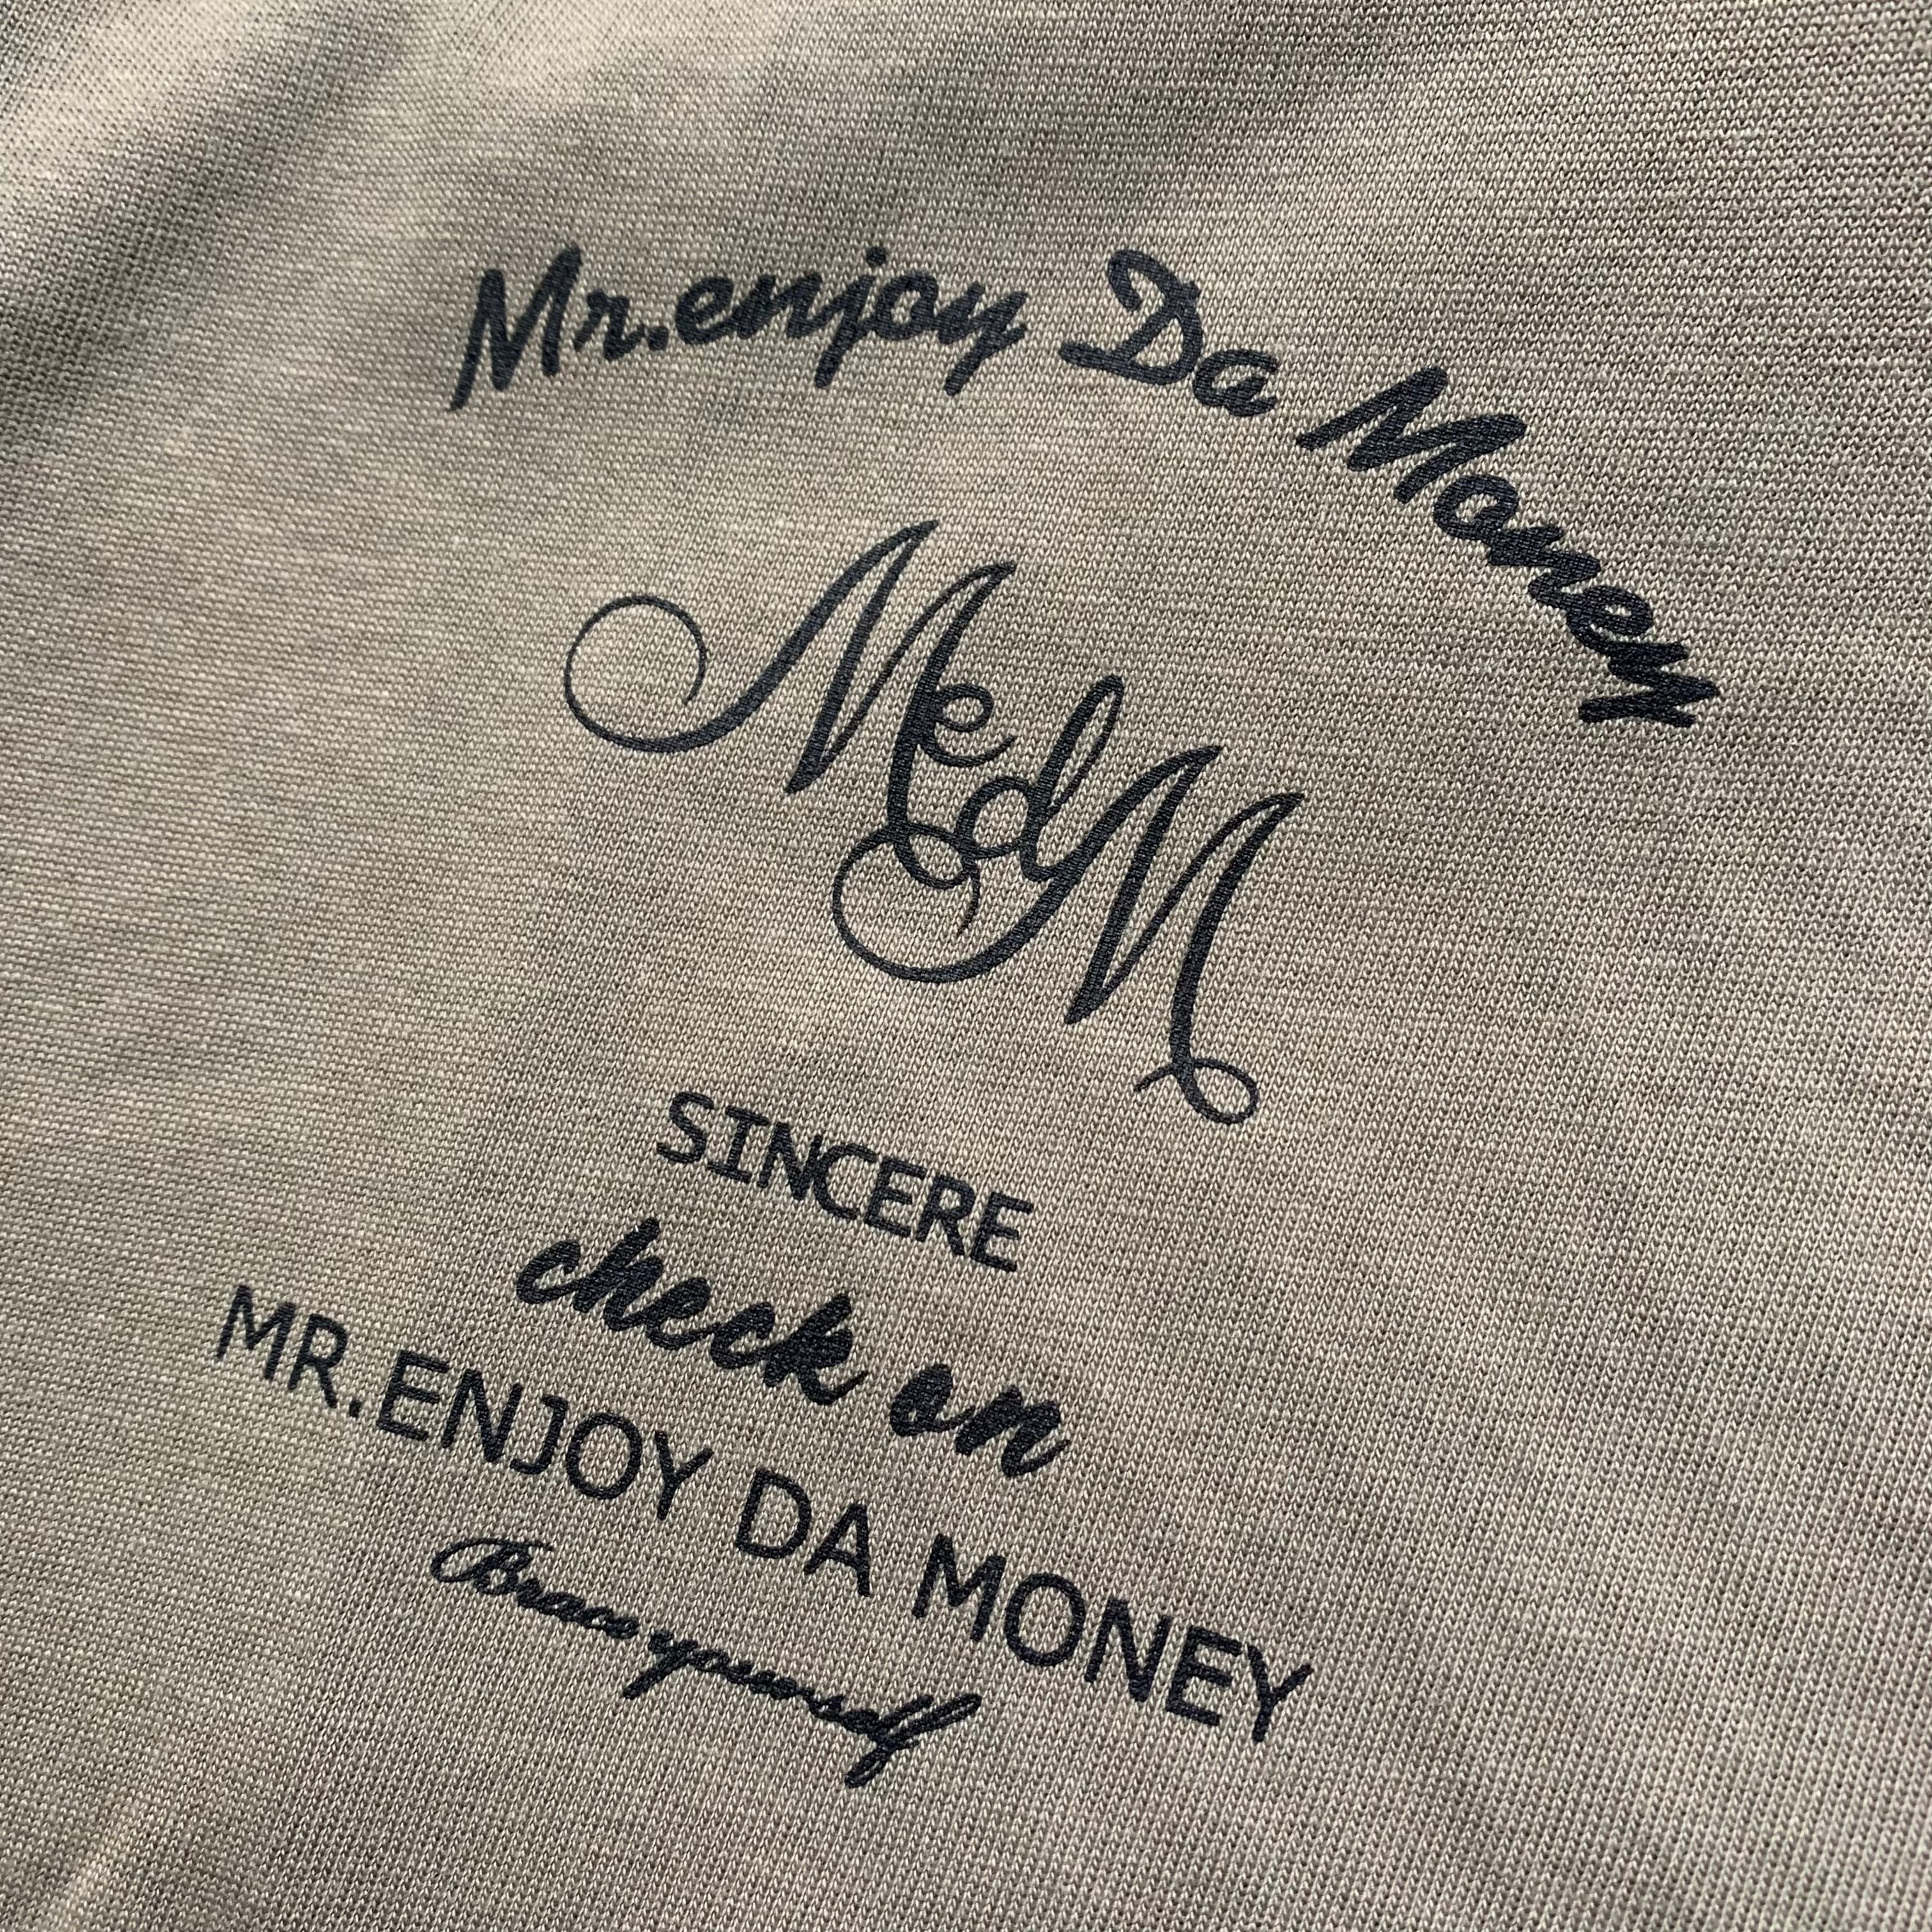 Mr.enjoy Da Money
MedM
SINCERE
check on
MR.ENJOY DA MONEY
Brace yourself